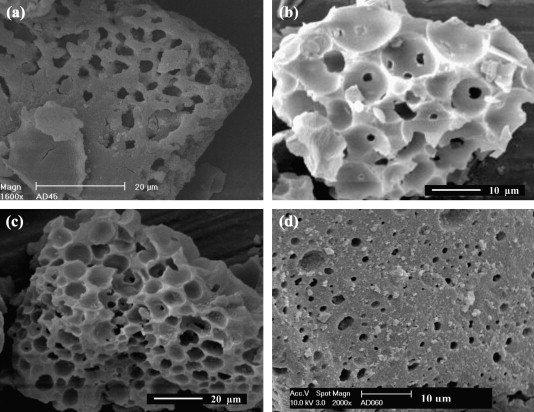 (a)
Magn
1600x
20 µm
AD45
(b)
10 µm
(c)
20 µm
(d)
Acc.V Spot Magn
10.0 kV 3.0 2000x
10 µm
AD060